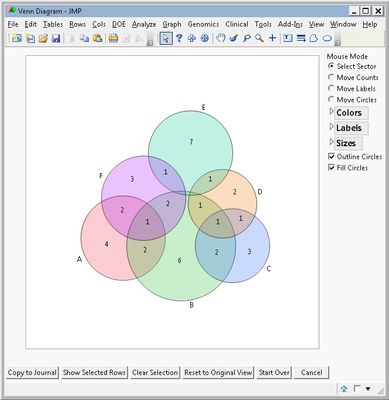 Venn Diagram - JMP
File Edit Tables Rows Cols DOE Analyze Graph Genomics Clinical Tools Add-Ins View Window Help
Mouse Mode
Select Sector
Move Counts
Move Labels
Move Circles
Colors
Labels
Sizes
Outline Circles
Fill Circles
E
7
F
3
1
1
2
D
2
2
1
1
1
1
A
4
2
6
2
3
C
B
Copy to Journal Show Selected Rows Clear Selection Reset to Original View Start Over Cancel